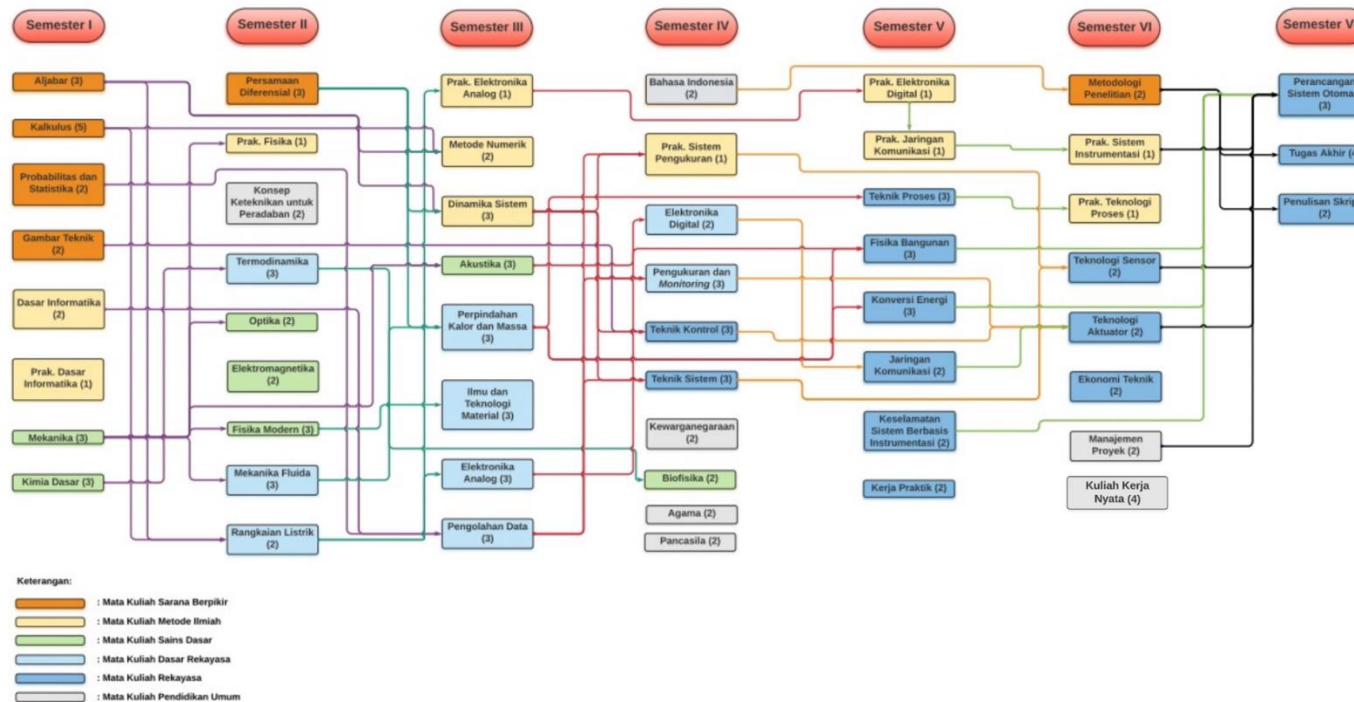 Semester I
Semester II
Semester III
Semester IV
Semester V
Semester VI
Semester V
Aljabar (3)
Kalkulus (5)
Probabilitas dan
Statistika (2)
Gambar Teknik
(2)
Dasar Informatika
(2)
Prak. Dasar
Informatika (1)
Mekanika (3)
Kimia Dasar (3)
Persamaan
Diferensial (3)
Prak. Fisika (1)
Konsep
Keteknikan untuk
Peradaban (2)
Termodinamika
(3)
Optika (2)
Elektromagnetika
(2)
Fisika Modern (3)
Mekanika Fluida
(3)
Rangkaian Listrik
(2)
Prak. Elektronika
Analog (1)
Metode Numerik
(2)
Dinamika Sistem
(3)
Akustika (3)
Perpindahan
Kalor dan Massa
(3)
Ilmu dan
Teknologi
Material (3)
Elektronika
Analog (3)
Pengolahan Data
(3)
Bahasa Indonesia
(2)
Prak. Sistem
Pengukuran (1)
Elektronika
Digital (2)
Pengukuran dan
Monitoring (3)
Teknik Kontrol (3)
Teknik Sistem (3)
Kewarganegaraan
(2)
Biofisika (2)
Agama (2)
Pancasila (2)
Prak. Elektronika
Digital (1)
Prak. Jaringan
Komunikasi (1)
Teknik Proses (3)
Fisika Bangunan
(3)
Konversi Energi
(3)
Jaringan
Komunikasi (2)
Keselamatan
Sistem Berbasis
Instrumentasi (2)
Kerja Praktik (2)
Metodologi
Penelitian (2)
Prak. Sistem
Instrumentasi (1)
Prak. Teknologi
Proses (1)
Teknologi Sensor
(2)
Teknologi
Aktuator (2)
Ekonomi Teknik
(2)
Manajemen
Proyek (2)
Kuliah Kerja
Nyata (4)
Perancangan
Sistem Otoma
(3)
Tugas Akhir (4
Penulisan Skrip
(2)
Keterangan:
: Mata Kuliah Sarana Berpikir
: Mata Kuliah Metode Ilmiah
: Mata Kuliah Sains Dasar
: Mata Kuliah Dasar Rekayasa
: Mata Kuliah Rekayasa
: Mata Kuliah Pendidikan Umum